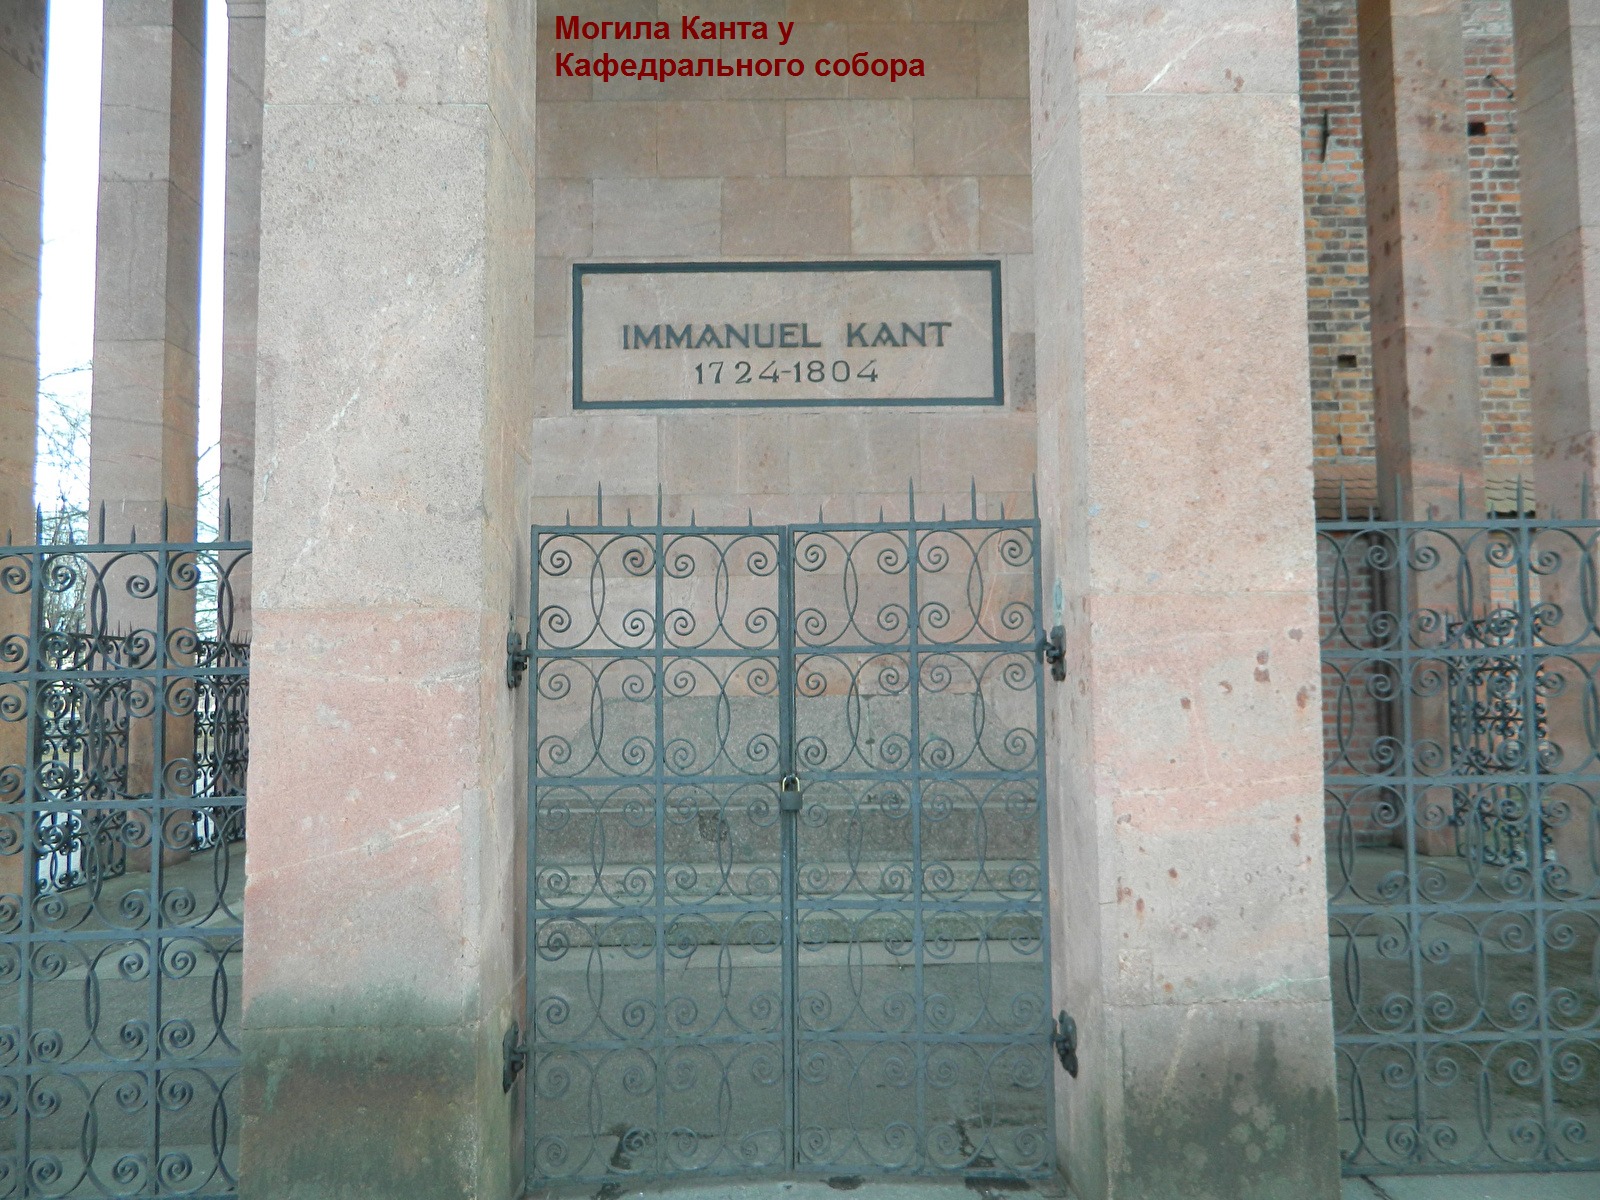 Могила Канта у
Кафедрального собора
IMMANUEL KANT
1724-1804